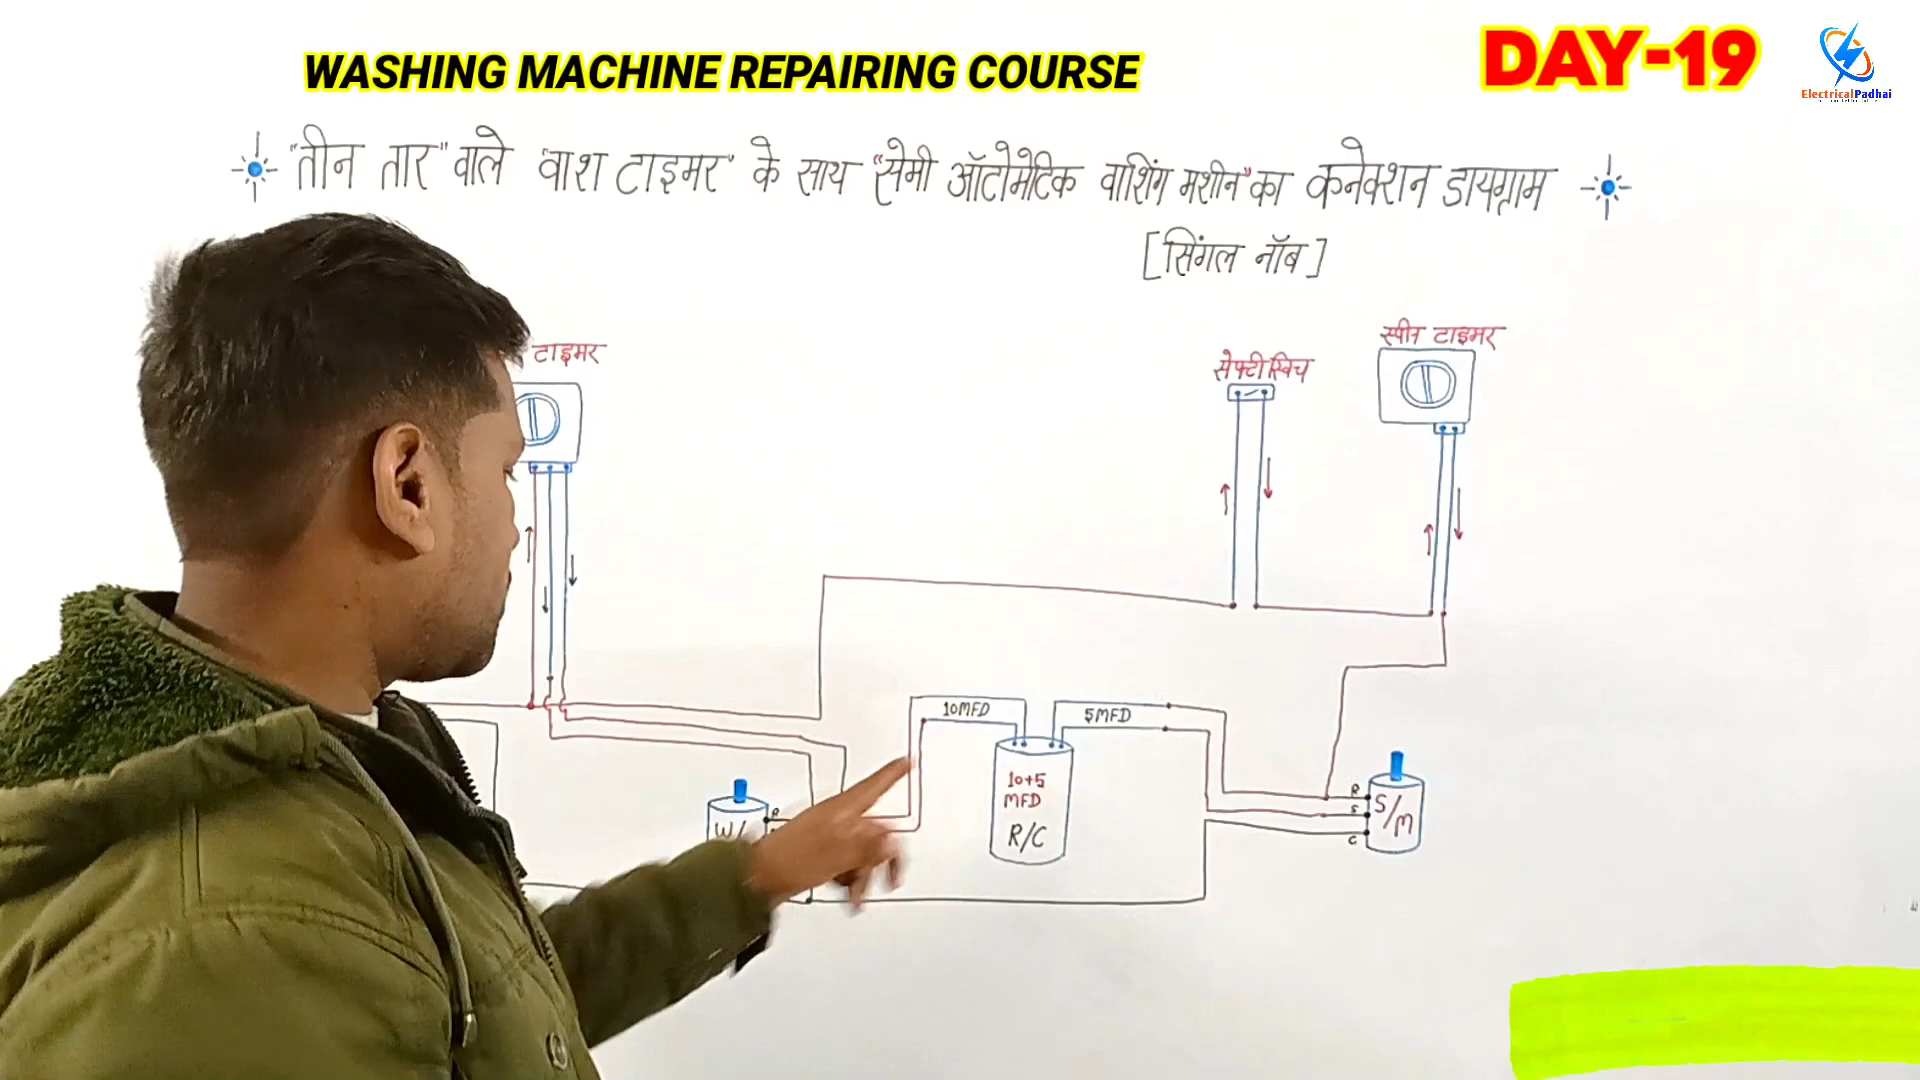 WASHING MACHINE REPAIRING COURSE
DAY-19
ElectricalPadhai
"तीन तार" वाले "वाश टाइमर" के साथ "सेमी ऑटोमेटिक वाशिंग मशीन" का कनेक्शन डायग्राम
[सिंगल नॉब]
टाइमर
सेफ्टी स्विच
स्पीन टाइमर
10MFD
5MFD
10+5
MFD
R/C
W/
R
R
S
C
S/M